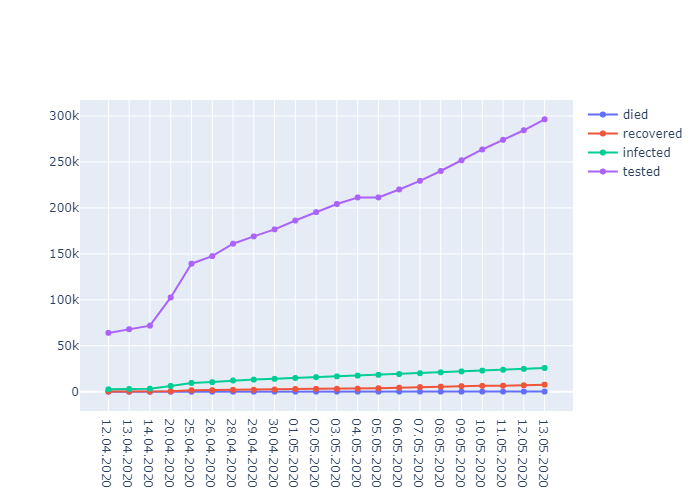 300k
250k
200k
150k
100k
50k
0
12.04.2020
13.04.2020
14.04.2020
20.04.2020
25.04.2020
26.04.2020
28.04.2020
29.04.2020
30.04.2020
01.05.2020
02.05.2020
03.05.2020
04.05.2020
05.05.2020
06.05.2020
07.05.2020
08.05.2020
09.05.2020
10.05.2020
11.05.2020
12.05.2020
13.05.2020
died
recovered
infected
tested